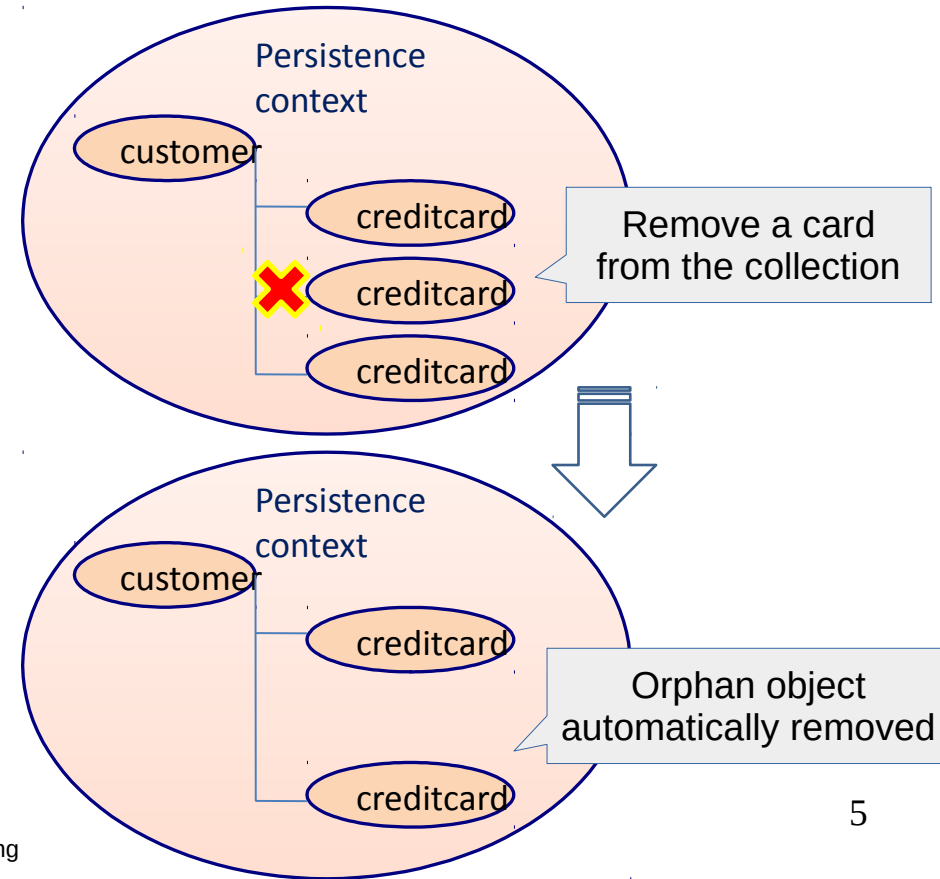 Persistence
context
customer
creditcard
creditcard
creditcard
Remove a card
from the collection
Persistence
context
customer
creditcard
creditcard
Orphan object
automatically removed
5
ng